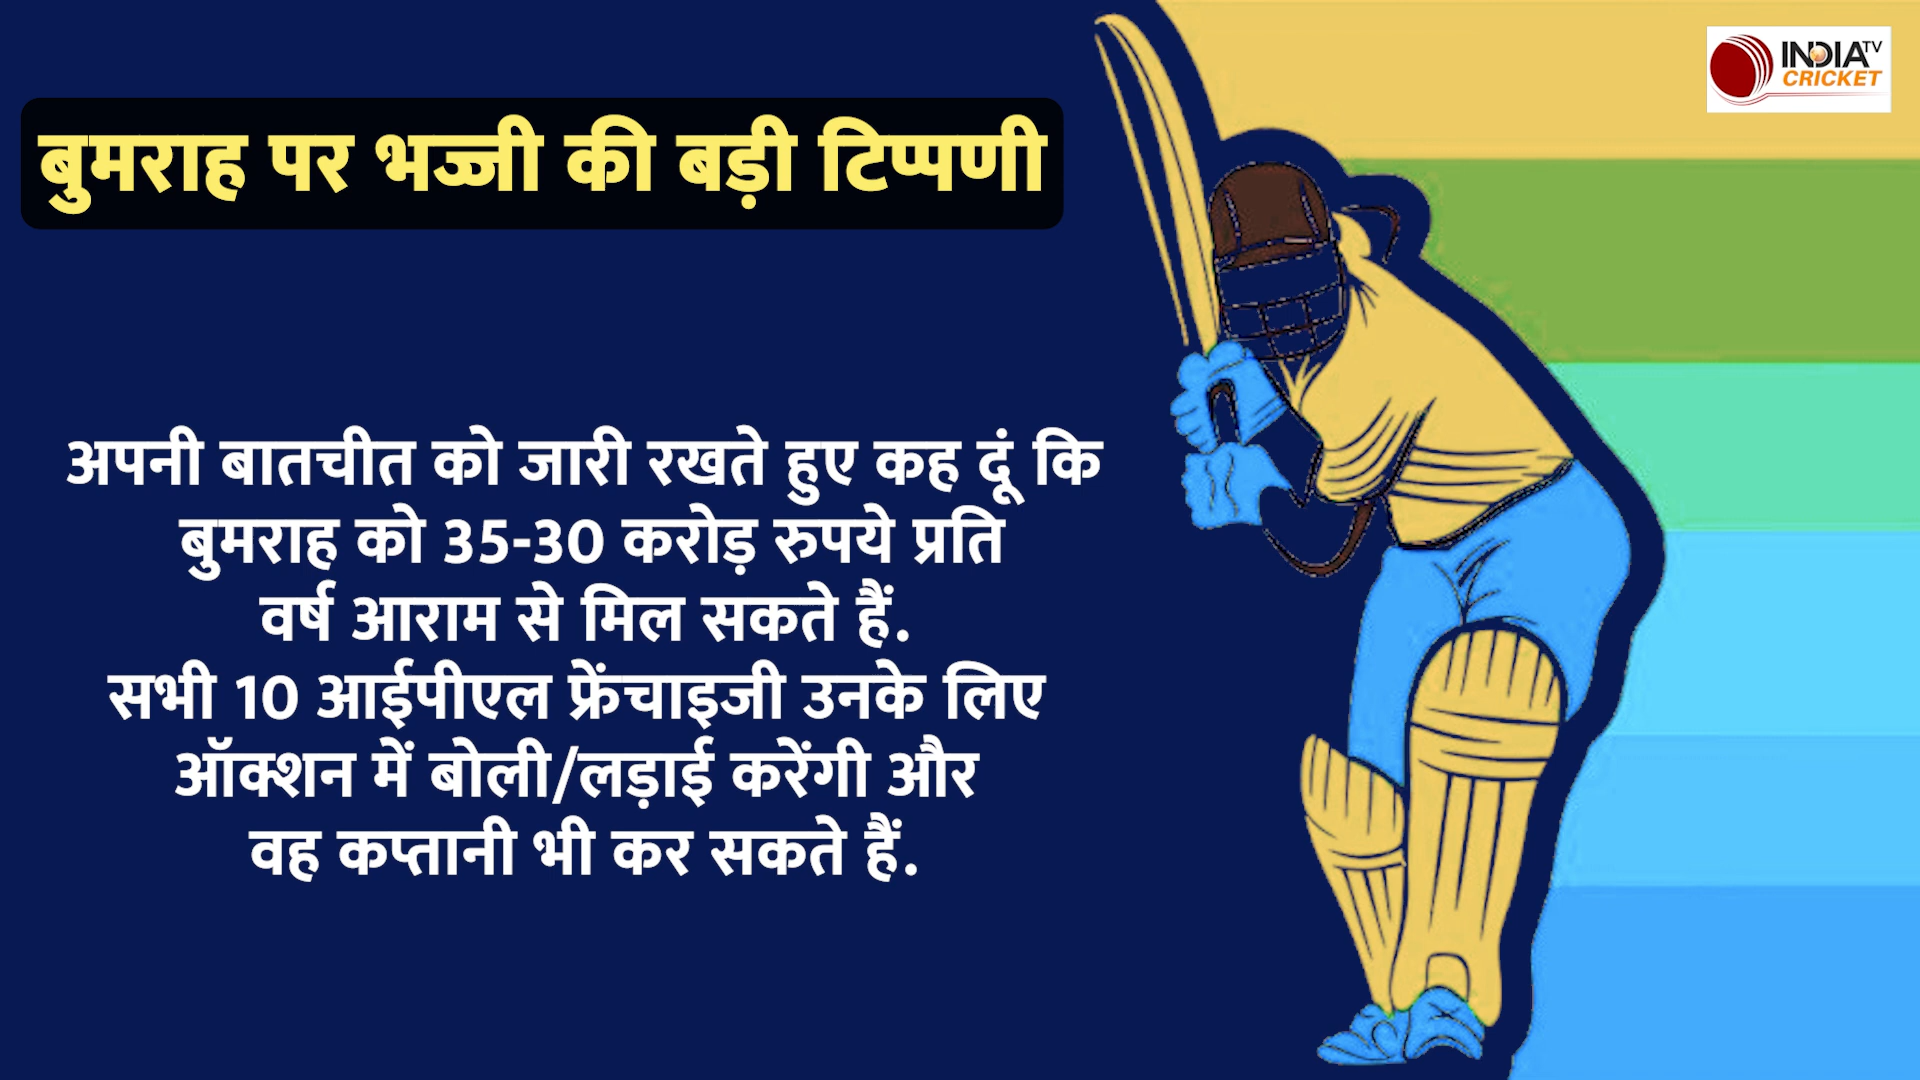 INDIA TV
CRICKET
बुमराह पर भज्जी की बड़ी टिप्पणी
अपनी बातचीत को जारी रखते हुए कह दूं कि
बुमराह को 35-30 करोड़ रुपये प्रति
वर्ष आराम से मिल सकते हैं.
सभी 10 आईपीएल फ्रेंचाइजी उनके लिए
ऑक्शन में बोली/लड़ाई करेंगी और
वह कप्तानी भी कर सकते हैं.